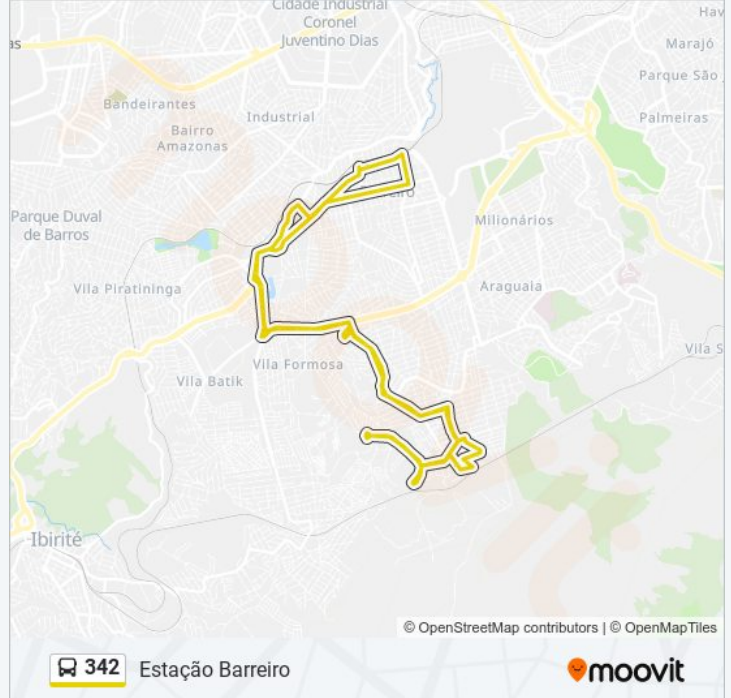 Cidade Industrial
Coronel
Juventino Dias
Hav
as
Marajó
Parque São
Bandeirantes
Industrial
Palmeiras
Bairro
Amazonas
Parque Duval
de Barros
Milionários
Vila Piratininga
Araguaia
Vila S
Vila Formosa
Vila Batik
Ibirité
© OpenStreetMap contributors | © OpenMapTiles
342 Estação Barreiro
moovit